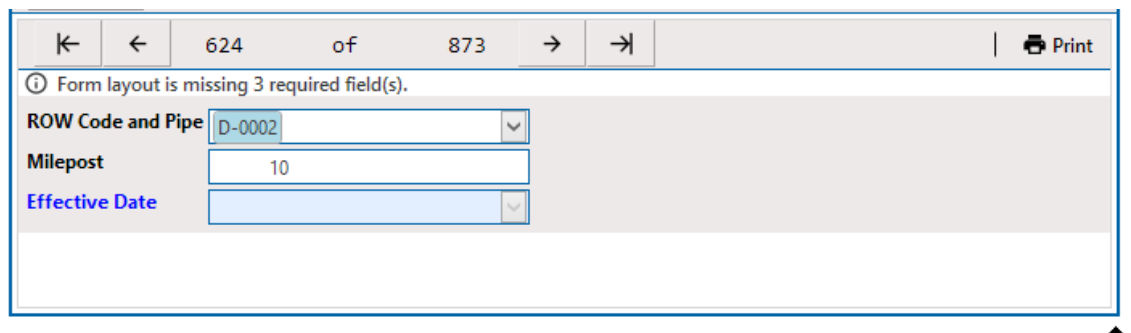 624 of 873 Print
Form layout is missing 3 required field(s).
ROW Code and Pipe D-0002
Milepost 10
Effective Date